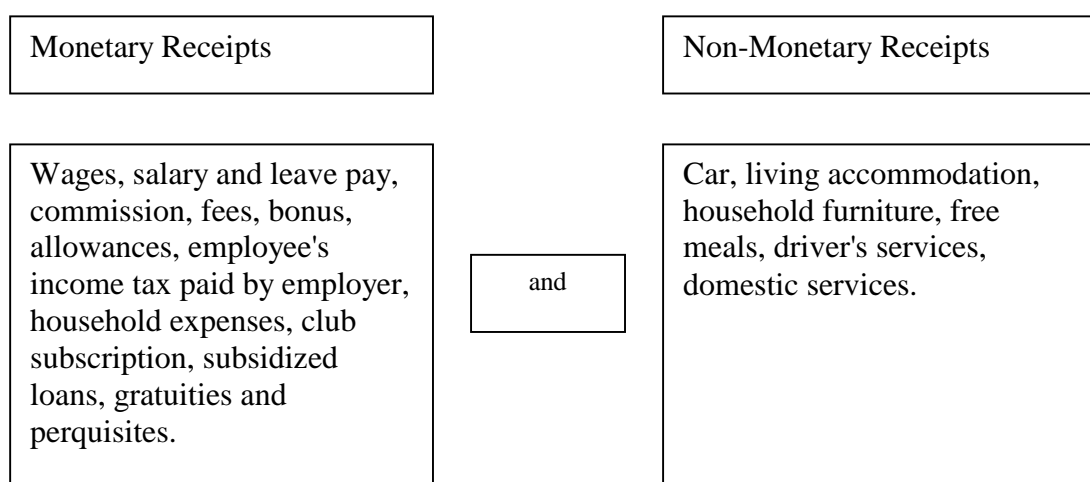 Monetary Receipts
Non-Monetary Receipts
Wages, salary and leave pay,
commission, fees, bonus,
allowances, employee's
income tax paid by employer,
household expenses, club
subscription, subsidized
loans, gratuities and
perquisites.
and
Car, living accommodation,
household furniture, free
meals, driver's services,
domestic services.